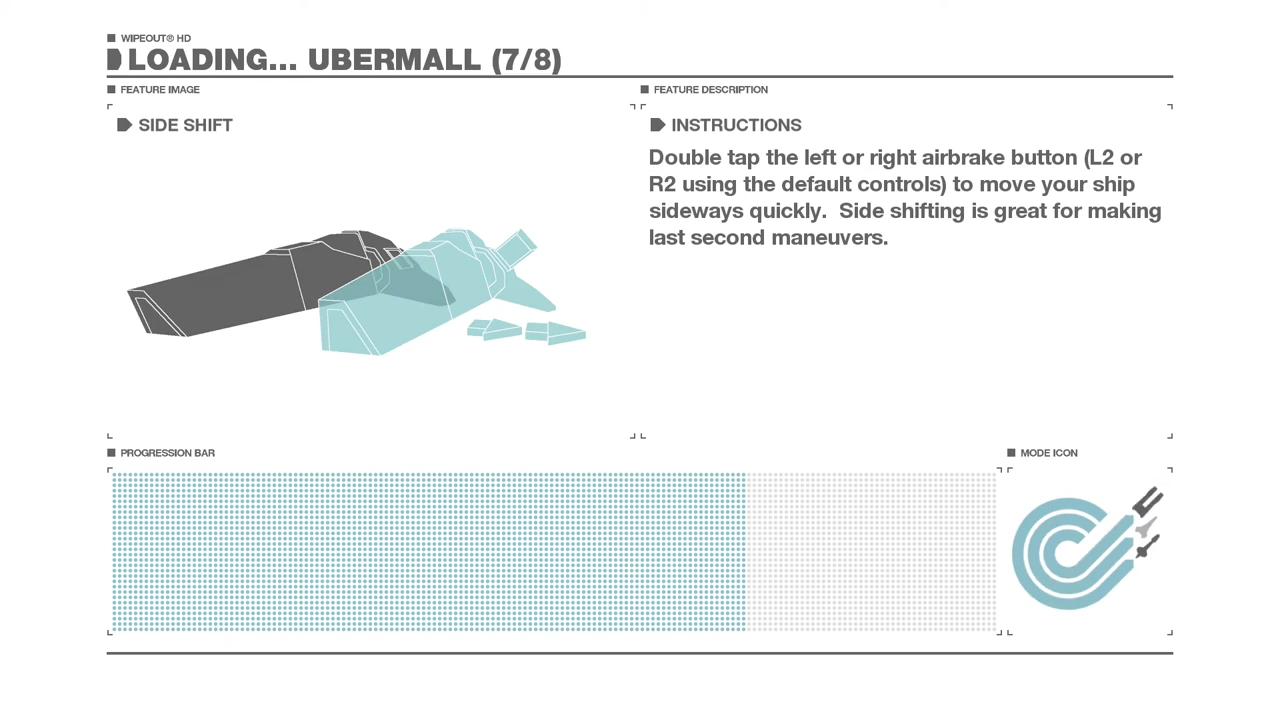 WIPEOUT® HD
LOADING... UBERMALL (7/8)
FEATURE IMAGE
SIDE SHIFT
FEATURE DESCRIPTION
INSTRUCTIONS
Double tap the left or right airbrake button (L2 or
R2 using the default controls) to move your ship
sideways quickly.  Side shifting is great for making
last second maneuvers.
PROGRESSION BAR
MODE ICON